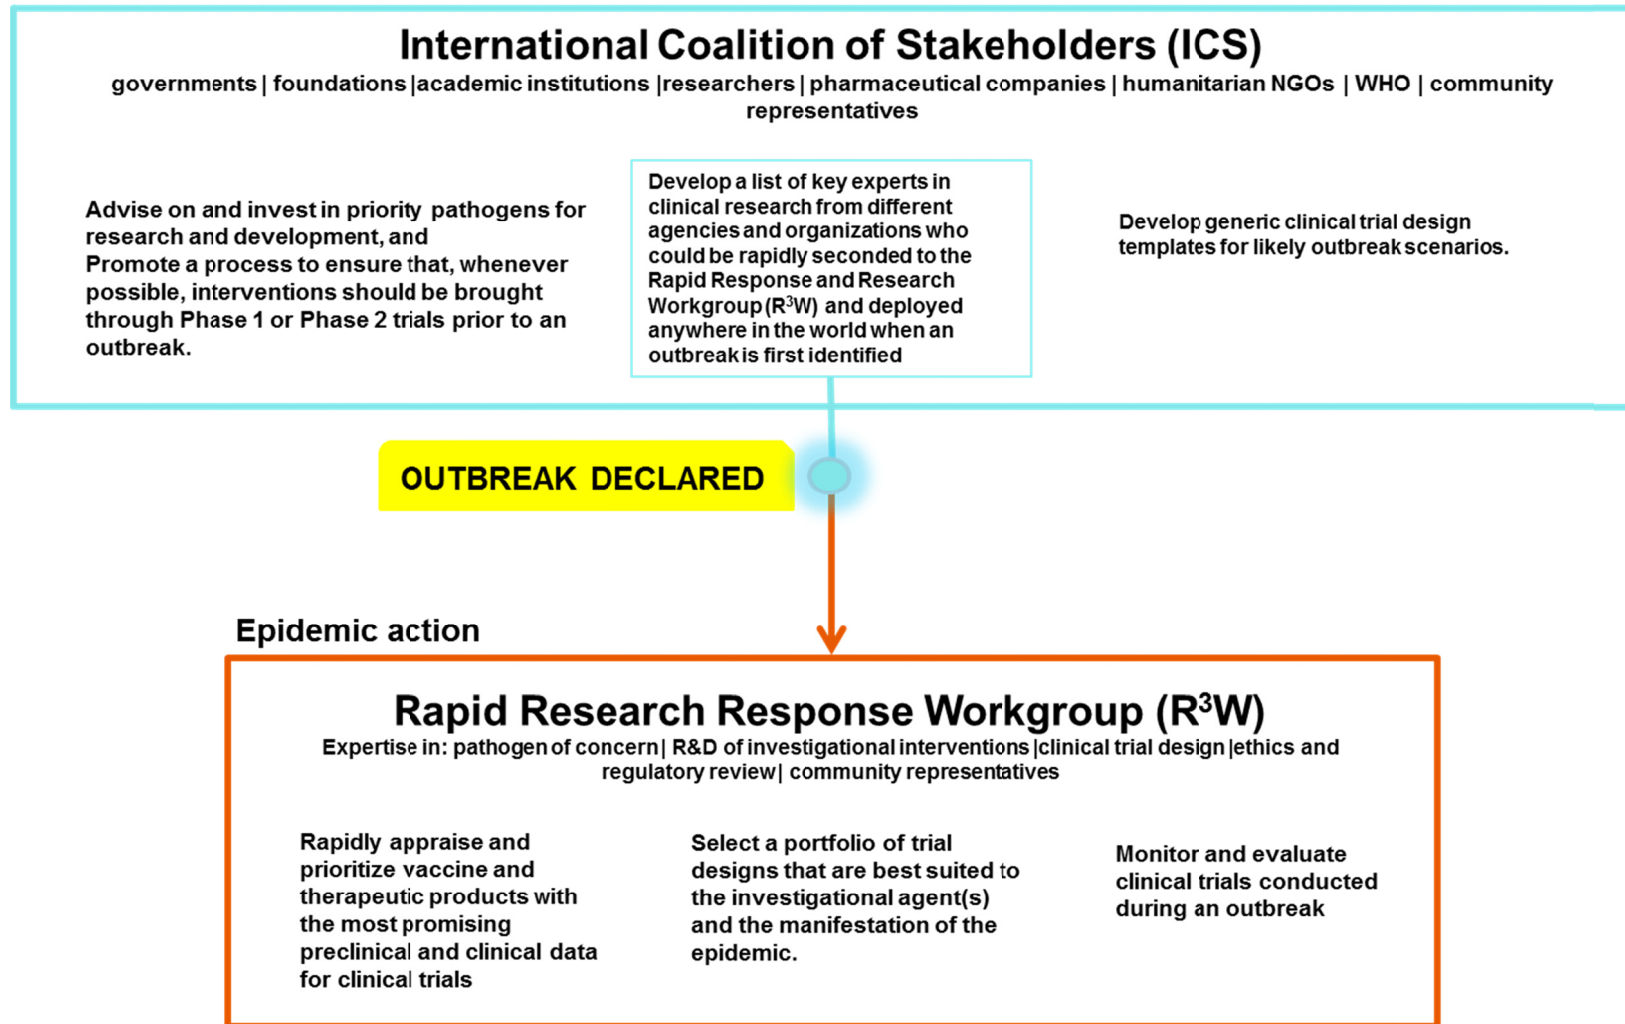 International Coalition of Stakeholders (ICS)
governments | foundations |academic institutions |researchers | pharmaceutical companies | humanitarian NGOs | WHO | community
representatives
Advise on and invest in priority pathogens for
research and development, and
Promote a process to ensure that, whenever
possible, interventions should be brought
through Phase 1 or Phase 2 trials prior to an
outbreak.
Develop a list of key experts in
clinical research from different
agencies and organizations who
could be rapidly seconded to the
Rapid Response and Research
Workgroup (R³W) and deployed
anywhere in the world when an
outbreak is first identified
Develop generic clinical trial design
templates for likely outbreak scenarios.
OUTBREAK DECLARED
Epidemic action
Rapid Research Response Workgroup (R³W)
Expertise in: pathogen of concern| R&D of investigational interventions |clinical trial design |ethics and
regulatory review| community representatives
Rapidly appraise and
prioritize vaccine and
therapeutic products with
the most promising
preclinical and clinical data
for clinical trials
Select a portfolio of trial
designs that are best suited to
the investigational agent(s)
and the manifestation of the
epidemic.
Monitor and evaluate
clinical trials conducted
during an outbreak